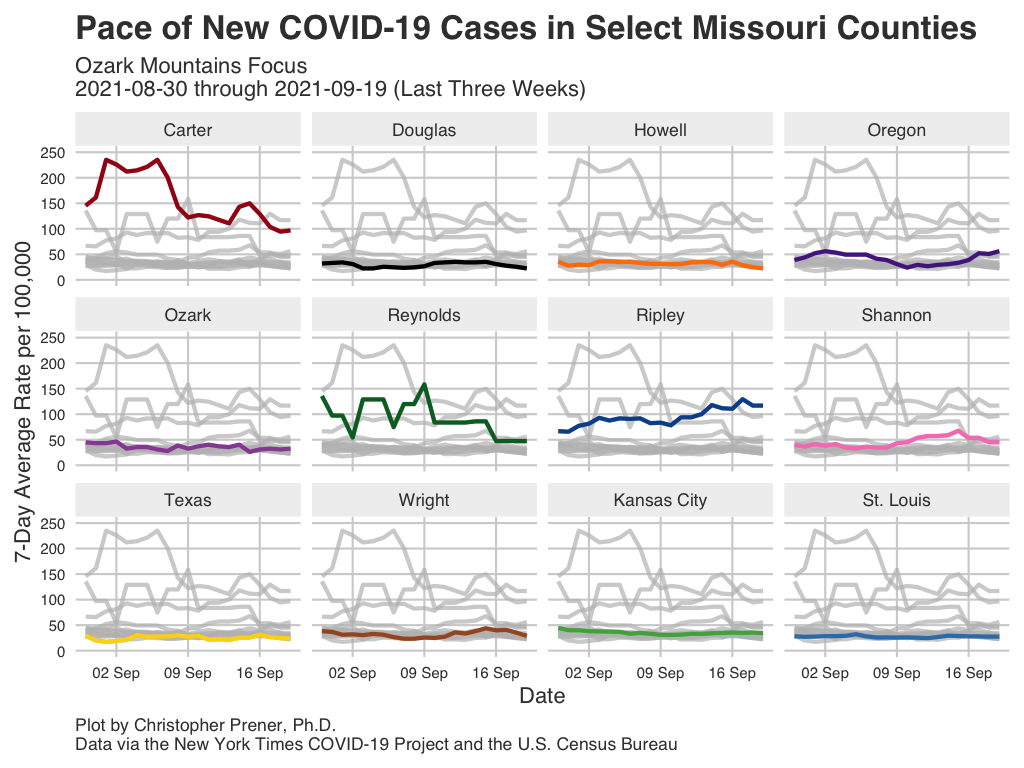 Pace of New COVID-19 Cases in Select Missouri Counties
Ozark Mountains Focus
2021-08-30 through 2021-09-19 (Last Three Weeks)
Carter Douglas Howell Oregon
250
200
150
100
50
0
Ozark Reynolds Ripley Shannon
250
200
150
100
50
0
Texas Wright Kansas City St. Louis
250
200
150
100
50
0
7-Day Average Rate per 100,000
02 Sep 09 Sep 16 Sep 02 Sep 09 Sep 16 Sep 02 Sep 09 Sep 16 Sep 02 Sep 09 Sep 16 Sep
Date
Plot by Christopher Prener, Ph.D.
Data via the New York Times COVID-19 Project and the U.S. Census Bureau